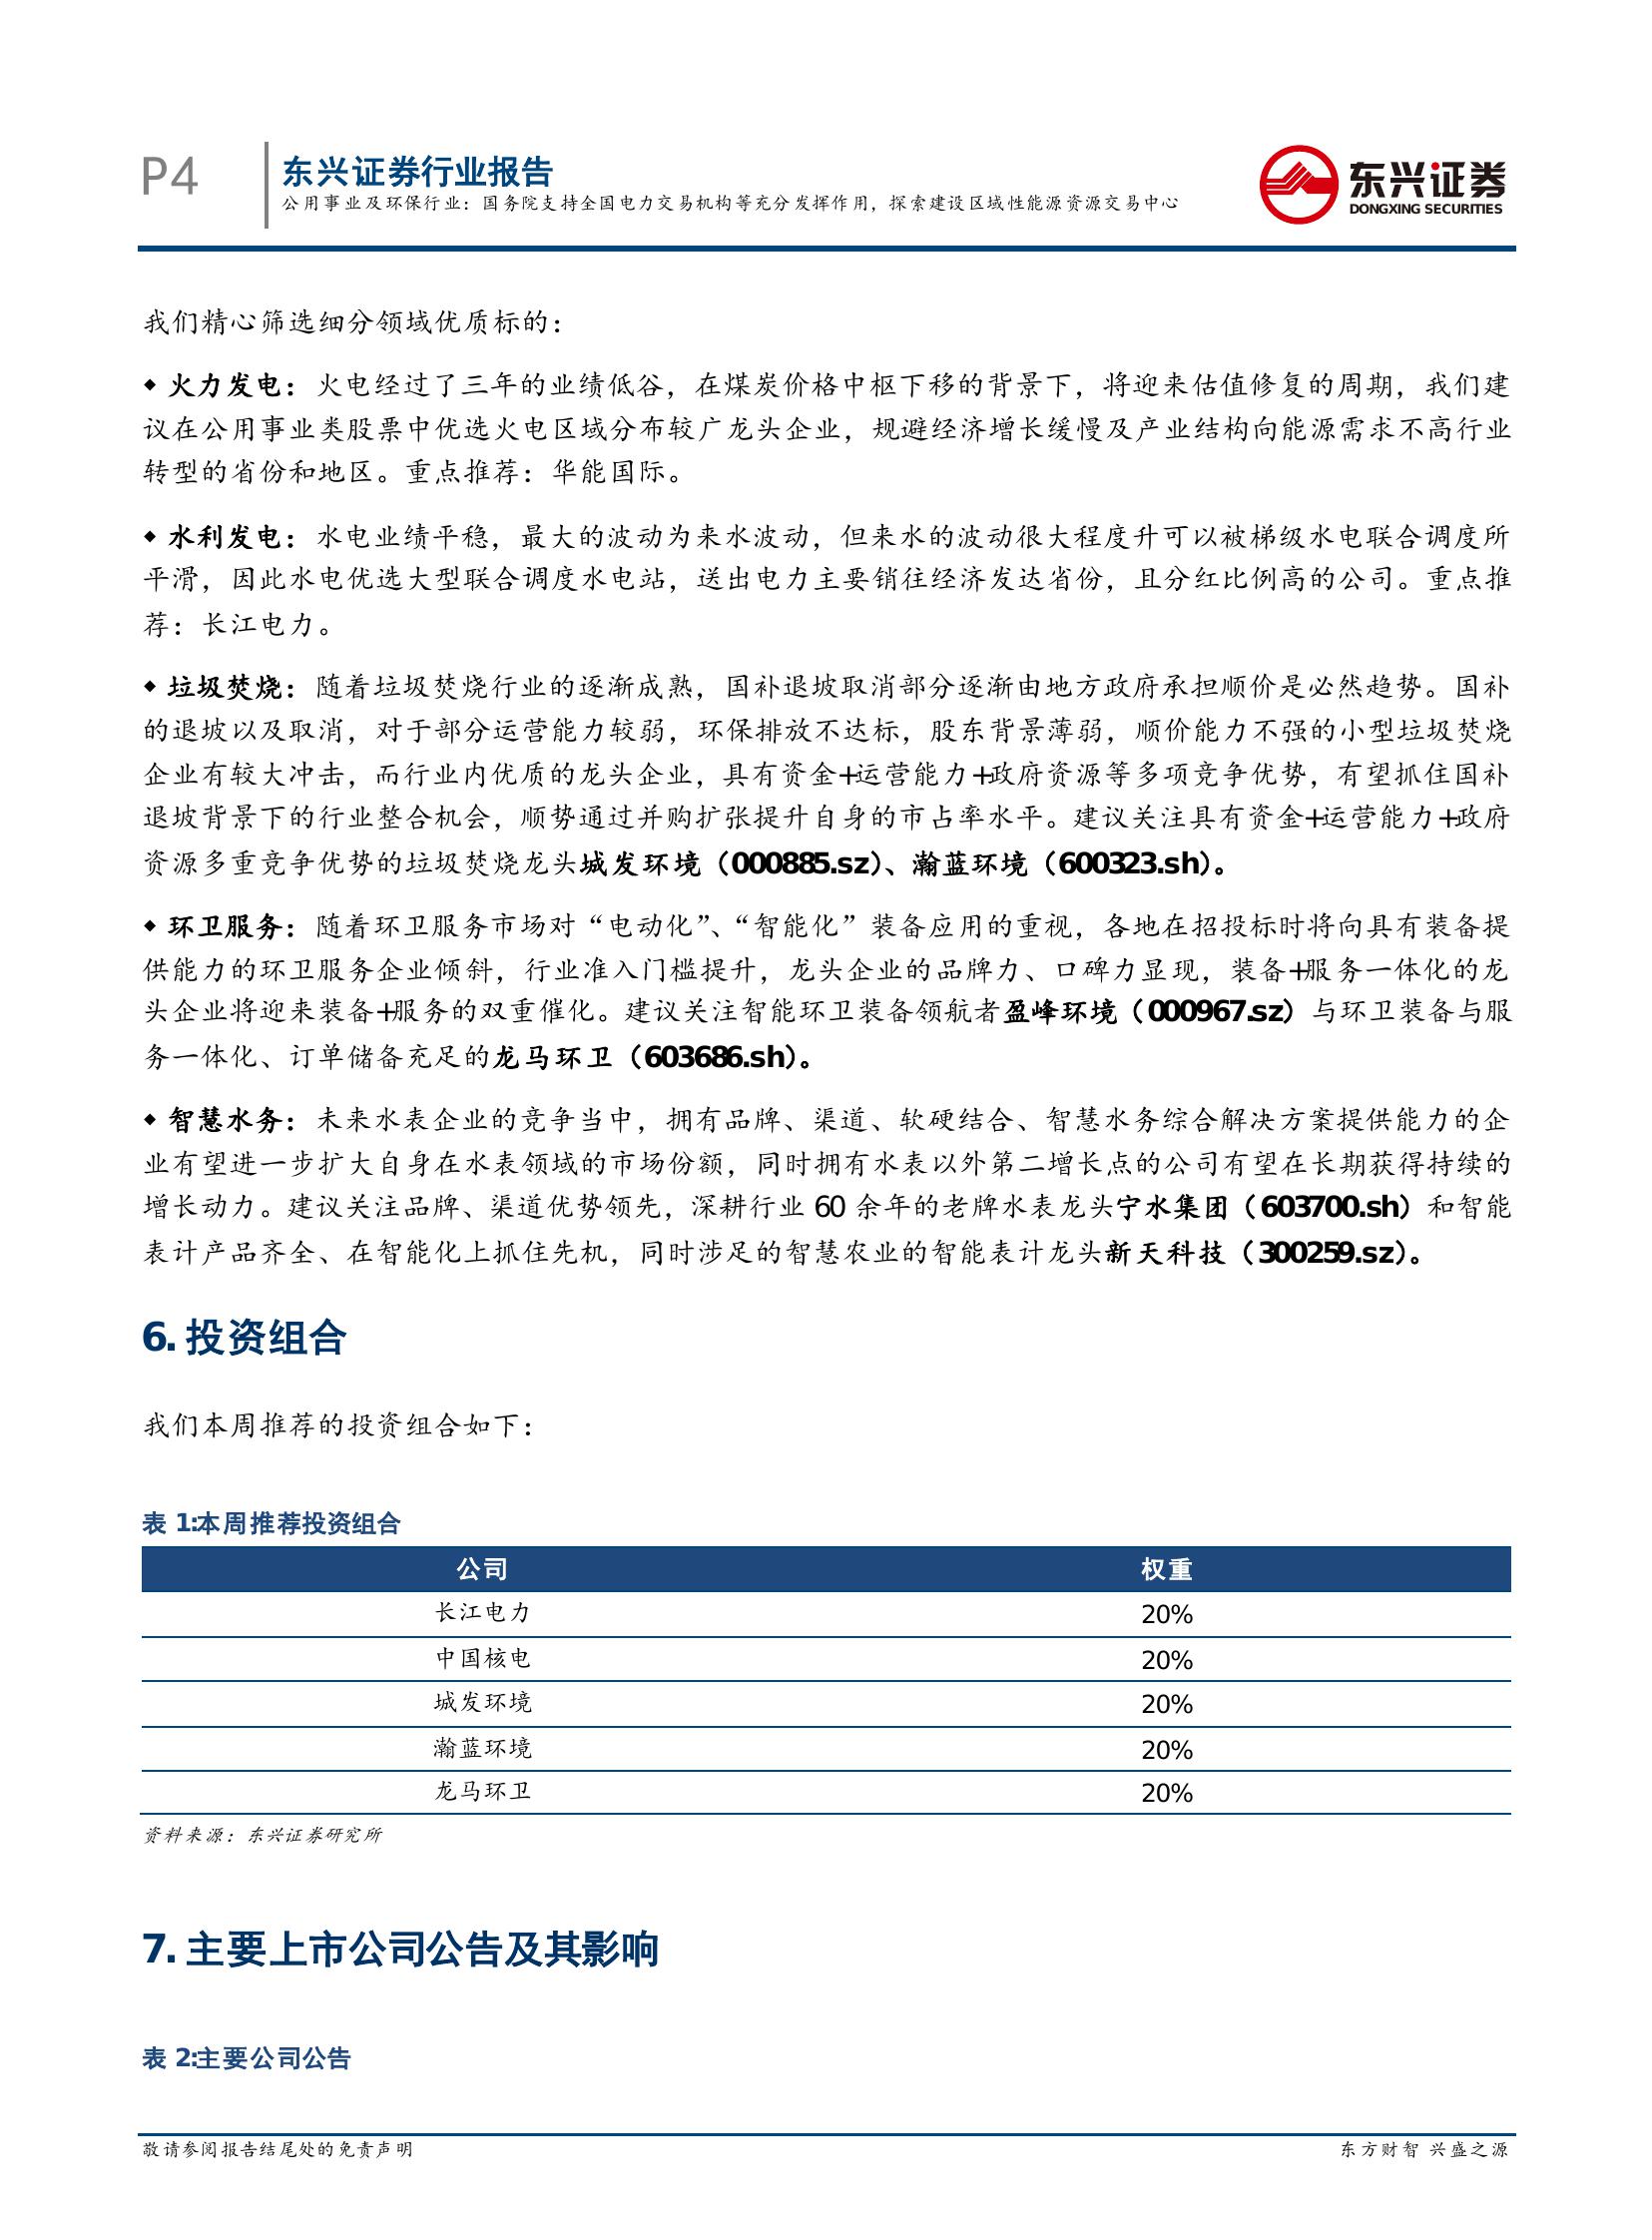 P4
东兴证券行业报告
公用事业及环保行业：国务院支持全国电力交易机构等充分发挥作用，探索建设区域性能源资源交易中心
东兴证券
DONGXING SECURITIES
我们精心筛选细分领域优质标的：
◆ 火力发电：火电经过了三年的业绩低谷，在煤炭价格中枢下移的背景下，将迎来估值修复的周期，我们建
议在公用事业类股票中优选火电区域分布较广龙头企业，规避经济增长缓慢及产业结构向能源需求不高行业
转型的省份和地区。重点推荐：华能国际。
◆ 水利发电：水电业绩平稳，最大的波动为来水波动，但来水的波动很大程度升可以被梯级水电联合调度所
平滑，因此水电优选大型联合调度水电站，送出电力主要销往经济发达省份，且分红比例高的公司。重点推
荐：长江电力。
◆ 垃圾焚烧：随着垃圾焚烧行业的逐渐成熟，国补退坡取消部分逐渐由地方政府承担顺价是必然趋势。国补
的退坡以及取消，对于部分运营能力较弱，环保排放不达标，股东背景薄弱，顺价能力不强的小型垃圾焚烧
企业有较大冲击，而行业内优质的龙头企业，具有资金+运营能力+政府资源等多项竞争优势，有望抓住国补
退坡背景下的行业整合机会，顺势通过并购扩张提升自身的市占率水平。建议关注具有资金+运营能力+政府
资源多重竞争优势的垃圾焚烧龙头城发环境（000885.sz）、瀚蓝环境（600323.sh）。
◆ 环卫服务：随着环卫服务市场对“电动化”、“智能化”装备应用的重视，各地在招投标时将向具有装备提
供能力的环卫服务企业倾斜，行业准入门槛提升，龙头企业的品牌力、口碑力显现，装备+服务一体化的龙
头企业将迎来装备+服务的双重催化。建议关注智能环卫装备领航者盈峰环境（000967.sz）与环卫装备与服
务一体化、订单储备充足的龙马环卫（603686.sh）。
◆ 智慧水务：未来水表企业的竞争当中，拥有品牌、渠道、软硬结合、智慧水务综合解决方案提供能力的企
业有望进一步扩大自身在水表领域的市场份额，同时拥有水表以外第二增长点的公司有望在长期获得持续的
增长动力。建议关注品牌、渠道优势领先，深耕行业 60 余年的老牌水表龙头宁水集团（603700.sh）和智能
表计产品齐全、在智能化上抓住先机，同时涉足的智慧农业的智能表计龙头新天科技（300259.sz）。
6. 投资组合
我们本周推荐的投资组合如下：
表 1:本周推荐投资组合
公司 权重
长江电力 20%
中国核电 20%
城发环境 20%
瀚蓝环境 20%
龙马环卫 20%
资料来源：东兴证券研究所
7. 主要上市公司公告及其影响
表 2:主要公司公告
敬请参阅报告结尾处的免责声明 东方财智 兴盛之源